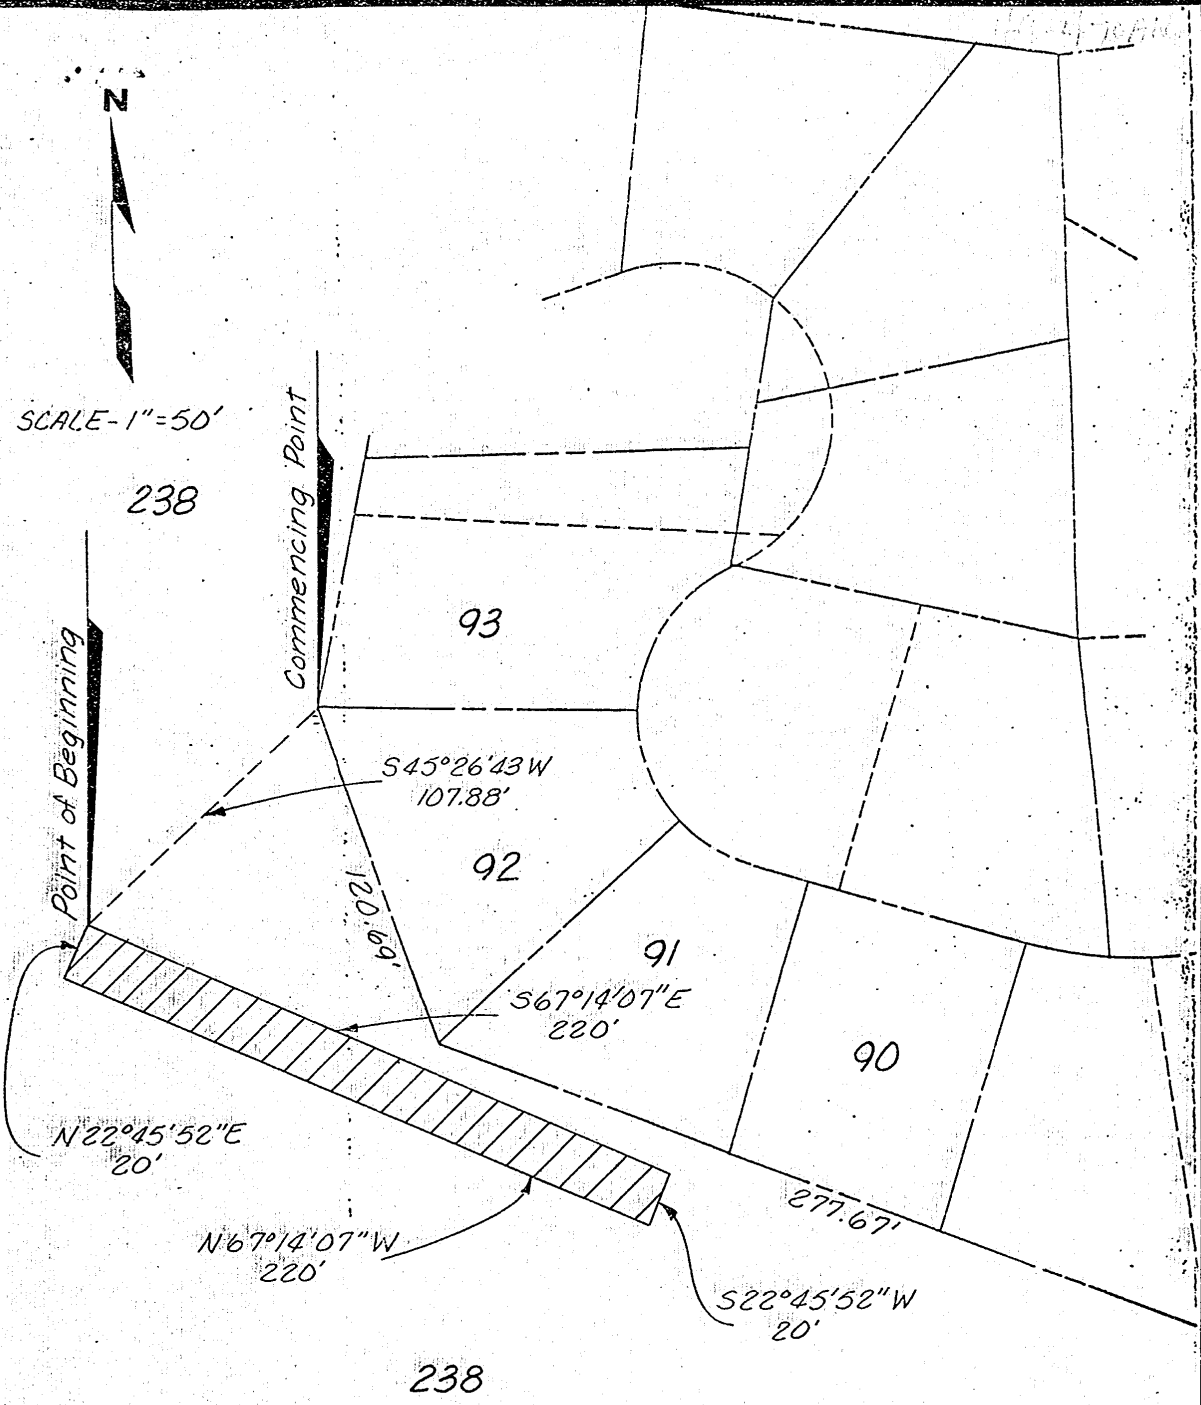 N
SCALE-1"=50'
238
Commencing Point
Point of Beginning
93
S45°26'43W
107.88'
92
120.69'
91
S67°14'07"E
220'
90
N22°45'52"E
20'
277.67'
N67°14'07"W
220'
S22°45'52"W
20'
238